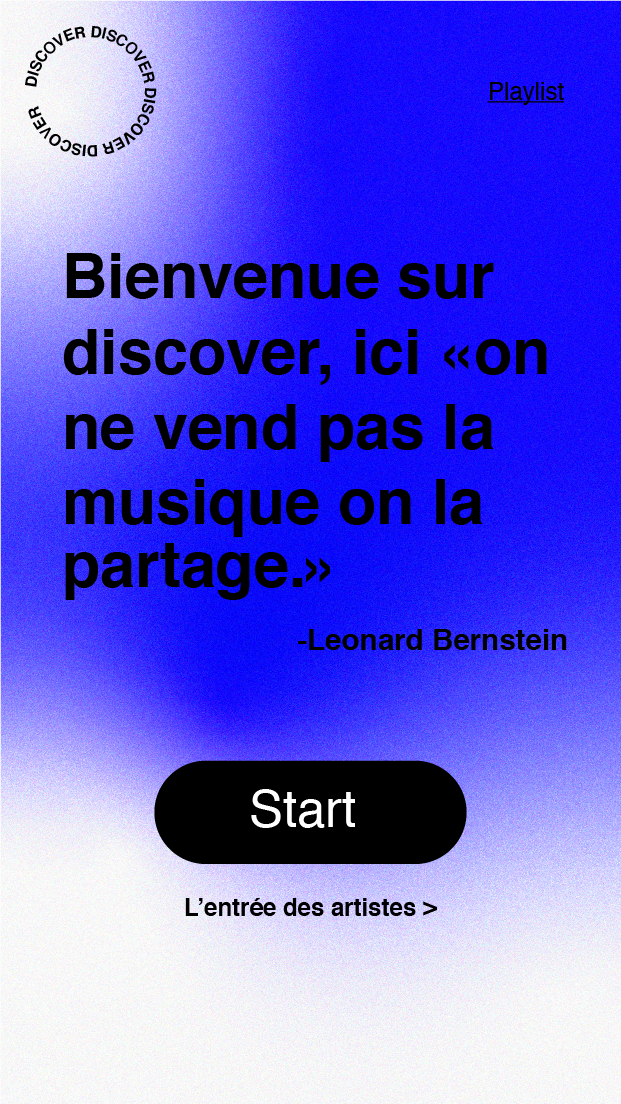 DISCOVER DISCOVER DISCOVER DISCOVER DISCOVER
Playlist
Bienvenue sur
discover, ici «on
ne vend pas la
musique on la
partage.»
-Leonard Bernstein
Start
L’entrée des artistes >